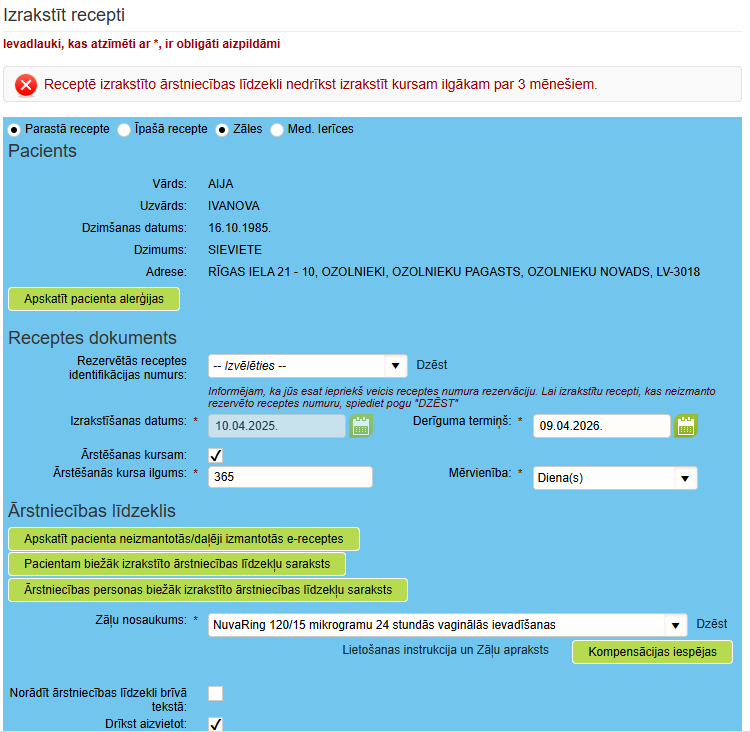 Izrakstīt recepti
Ievadlauki, kas atzīmēti ar *, ir obligāti aizpildāmi
Receptē izrakstīto ārstniecības līdzekli nedrīkst izrakstīt kursam ilgākam par 3 mēnešiem.
Parastā recepte Īpašā recepte Zāles Med. Ierīces
Pacients
Vārds: AIJA
Uzvārds: IVANOVA
Dzimšanas datums: 16.10.1985.
Dzimums: SIEVIETE
Adrese: RĪGAS IELA 21 - 10, OZOLNIEKI, OZOLNIEKU PAGASTS, OZOLNIEKU NOVADS, LV-3018
Apskatīt pacienta alerģijas
Receptes dokuments
Rezervētās receptes
identifikācijas numurs: -- Izvēlēties -- Dzēst
Informējam, ka jūs esat iepriekš veicis receptes numura rezervāciju. Lai izrakstītu recepti, kas neizmanto
rezervēto receptes numuru, spiediet pogu "DZĒST"
Izrakstīšanas datums: * 10.04.2025. Derīguma termiņš: * 09.04.2026.
Ārstēšanas kursam:
Ārstēšanās kursa ilgums: * 365 Mērvienība: * Diena(s)
Ārstniecības līdzeklis
Apskatīt pacienta neizmantotās/daļēji izmantotās e-receptes
Pacientam biežāk izrakstīto ārstniecības līdzekļu saraksts
Ārstniecības personas biežāk izrakstīto ārstniecības līdzekļu saraksts
Zāļu nosaukums: * NuvaRing 120/15 mikrogramu 24 stundās vaginālās ievadīšanas Dzēst
Lietošanas instrukcija un Zāļu apraksts Kompensācijas iespējas
Norādīt ārstniecības līdzekli brīvā
tekstā:
Drīkst aizvietot: